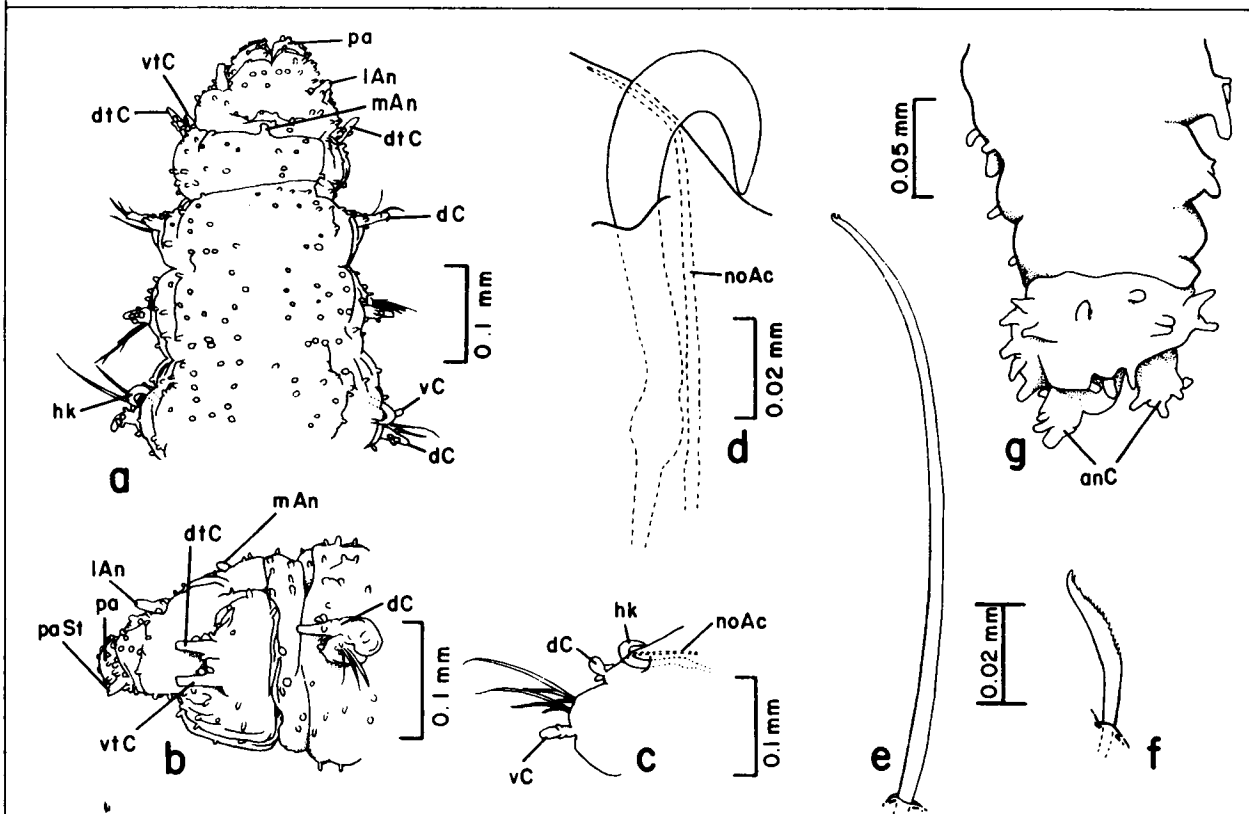 pa
vtC
lAn
dtC
mAn
dtC
dC
0.1 mm
hk
vC
dC
a
mAn
dtC
lAn
pa
paSt
dC
0.1 mm
vtC
b
hk
noAc
dC
0.1 mm
vC
c
noAc
0.02 mm
d
e
0.02 mm
f
0.05 mm
g
anC